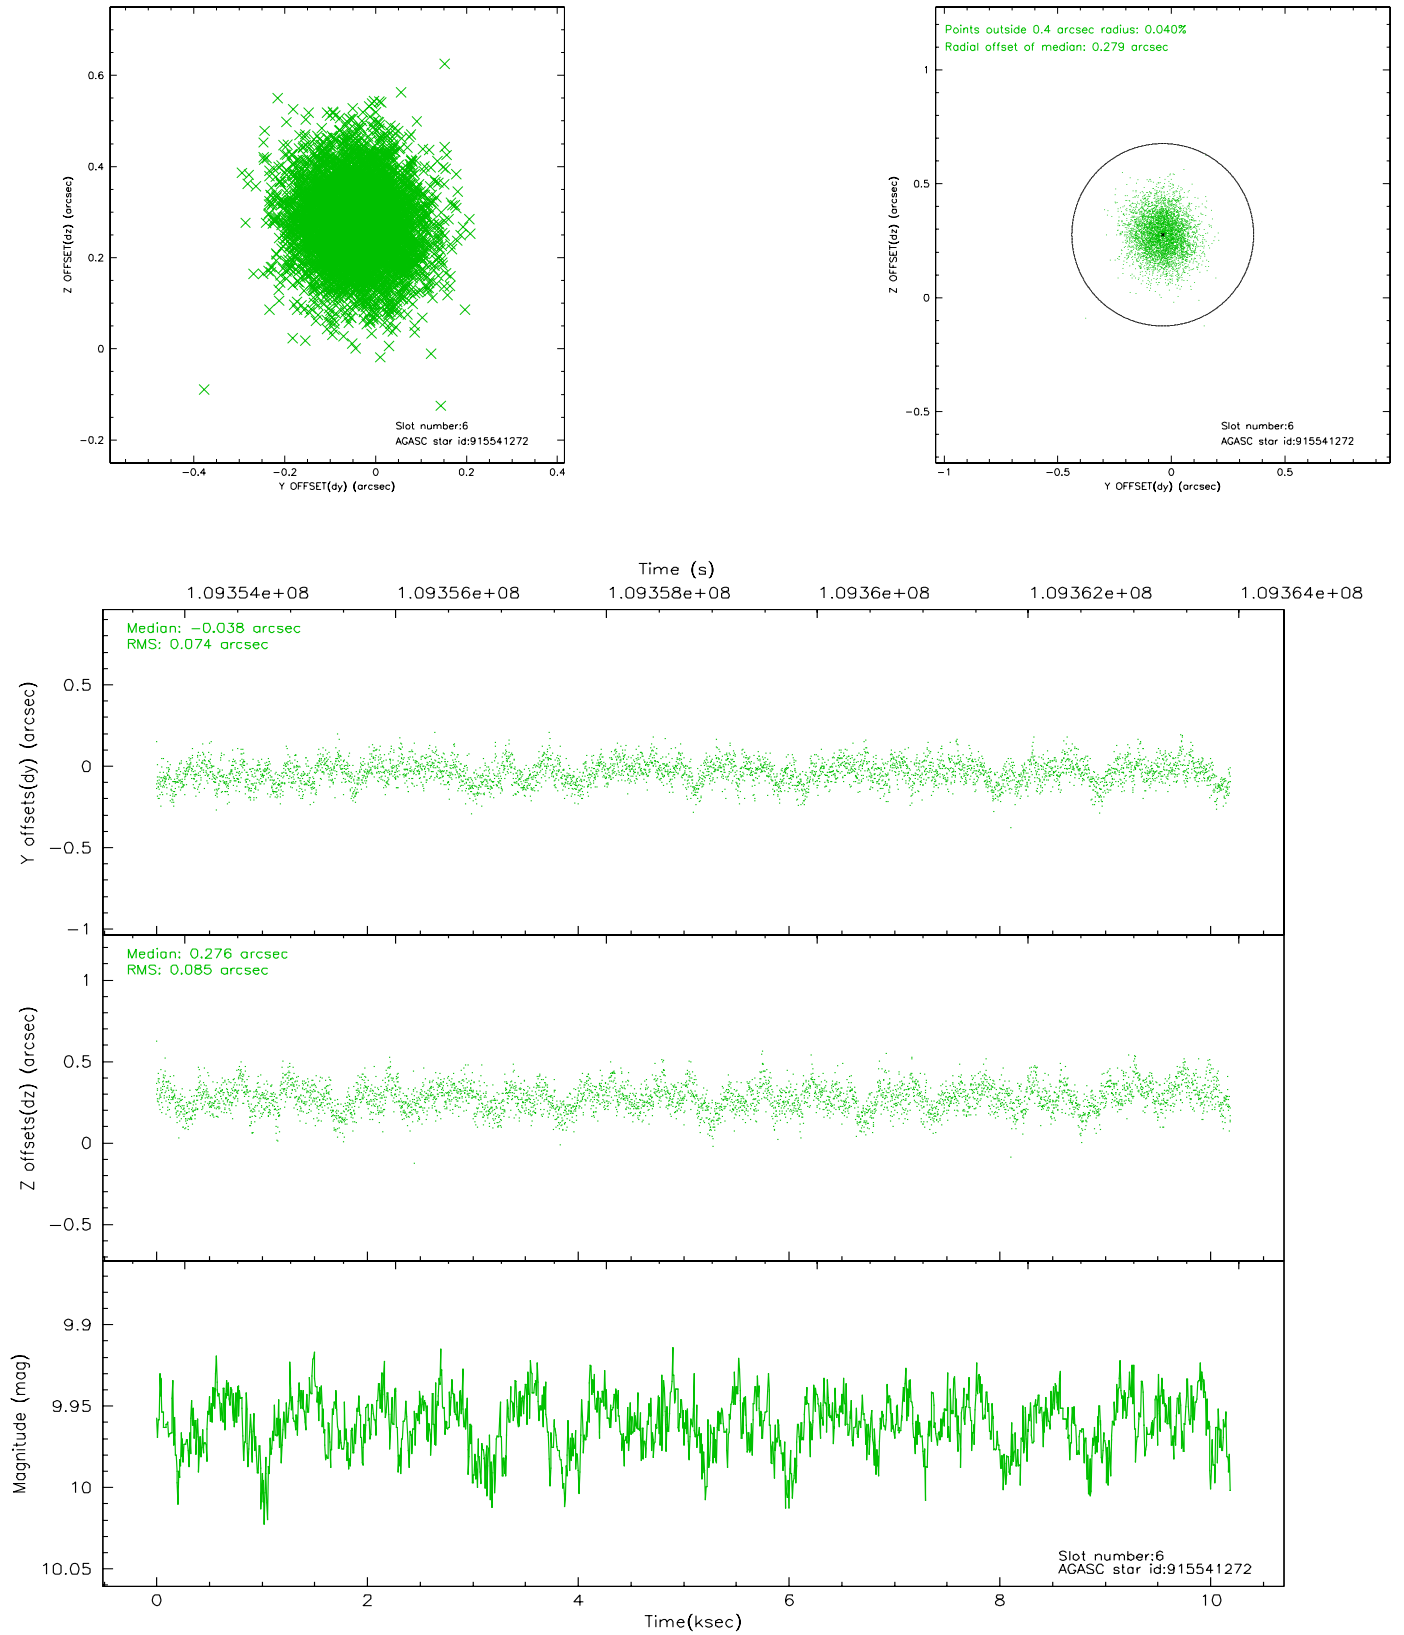 0.6
0.4
0.2
0
−0.2
Z OFFSET(dz) (arcsec)
Slot number:6
AGASC star id:915541272
−0.4 −0.2 0 0.2 0.4
Y OFFSET(dy) (arcsec)
Points outside 0.4 arcsec radius: 0.040%
Radial offset of median: 0.279 arcsec
1
0.5
0
−0.5
Z OFFSET(dz) (arcsec)
Slot number:6
AGASC star id:915541272
−1 −0.5 0 0.5
Y OFFSET(dy) (arcsec)
Time (s)
1.09354e+08 1.09356e+08 1.09358e+08 1.0936e+08 1.09362e+08 1.09364e+08
Median: −0.038 arcsec
RMS: 0.074 arcsec
0.5
0
−0.5
−1
Y offsets(dy) (arcsec)
Median: 0.276 arcsec
RMS: 0.085 arcsec
1
0.5
0
−0.5
Z offsets(dz) (arcsec)
9.9
9.95
10
10.05
Magnitude (mag)
Slot number:6
AGASC star id:915541272
0 2 4 6 8 10
Time(ksec)